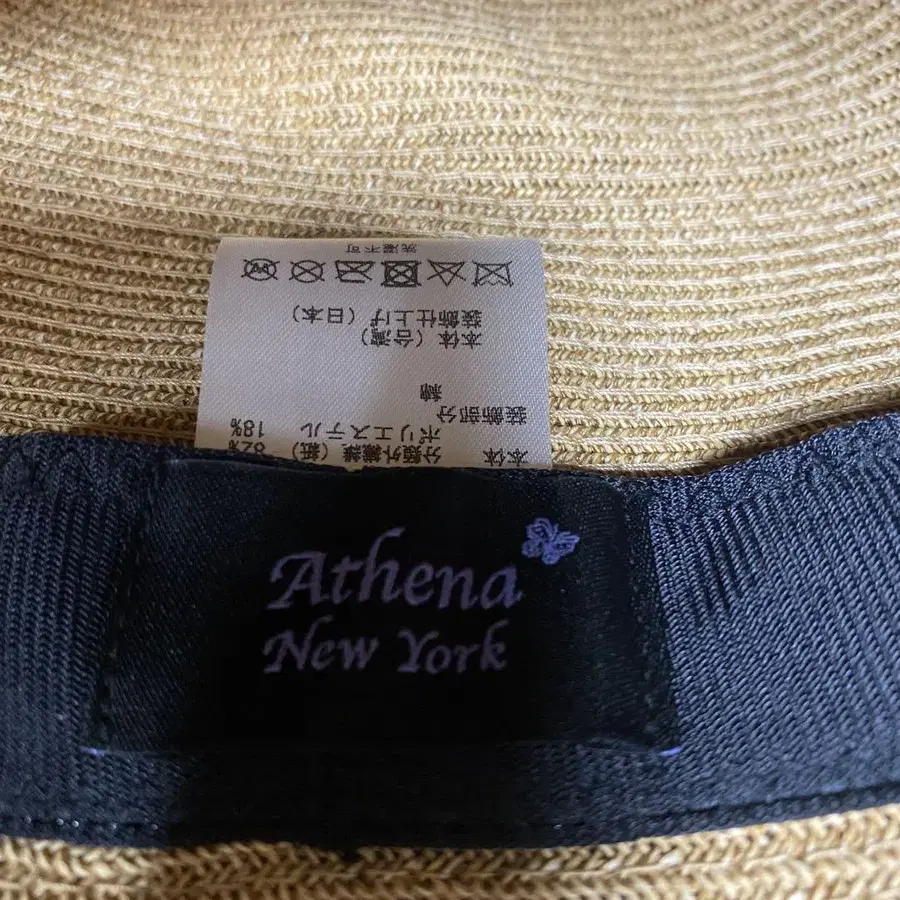 本体 分類外繊維(紙) 82%
ポリエステル 18%
装飾部分
本体(台湾)
装飾仕上げ(日本)
洗濯不可
Athena
New York